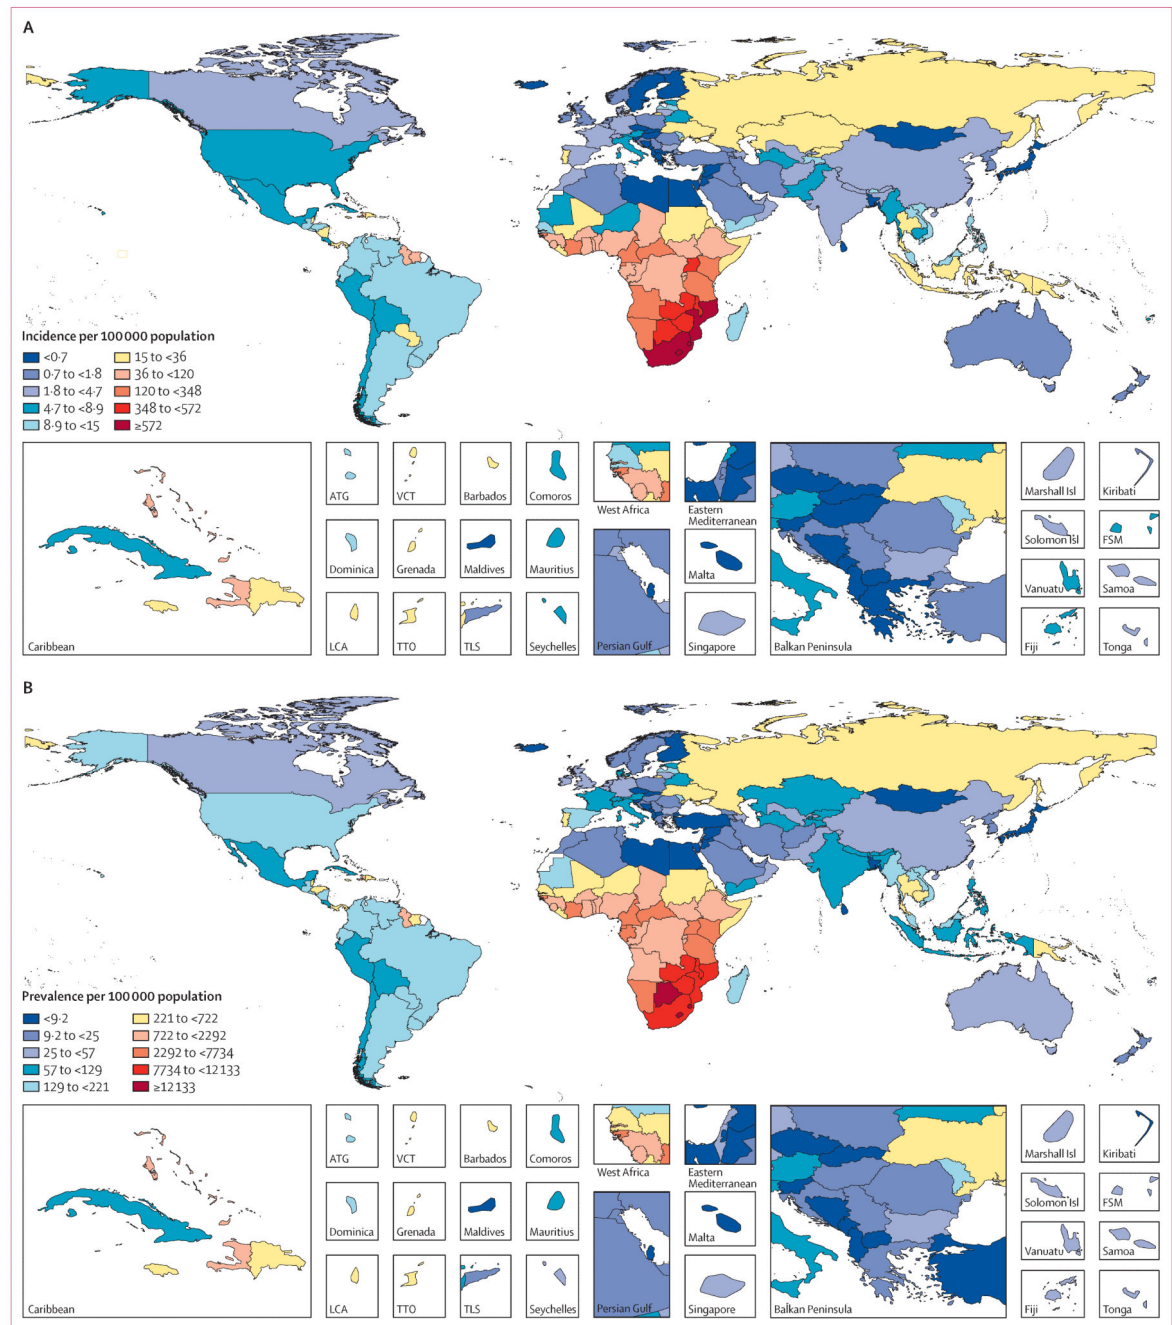 A
Incidence per 100 000 population
<0·7
0·7 to <1·8
1·8 to <4·7
4·7 to <8·9
8·9 to <15
15 to <36
36 to <120
120 to <348
348 to <572
≥572
Caribbean
ATG
VCT
Barbados
Comoros
Dominica
Grenada
Maldives
Mauritius
LCA
TTO
TLS
Seychelles
West Africa
Eastern
Mediterranean
Persian Gulf
Malta
Singapore
Balkan Peninsula
Marshall Isl
Kiribati
Solomon Isl
FSM
Vanuatu
Samoa
Fiji
Tonga
B
Prevalence per 100 000 population
<9·2
9·2 to <25
25 to <57
57 to <129
129 to <221
221 to <722
722 to <2292
2292 to <7734
7734 to <12 133
≥12 133
Caribbean
ATG
VCT
Barbados
Comoros
Dominica
Grenada
Maldives
Mauritius
LCA
TTO
TLS
Seychelles
West Africa
Eastern
Mediterranean
Persian Gulf
Malta
Singapore
Balkan Peninsula
Marshall Isl
Kiribati
Solomon Isl
FSM
Vanuatu
Samoa
Fiji
Tonga